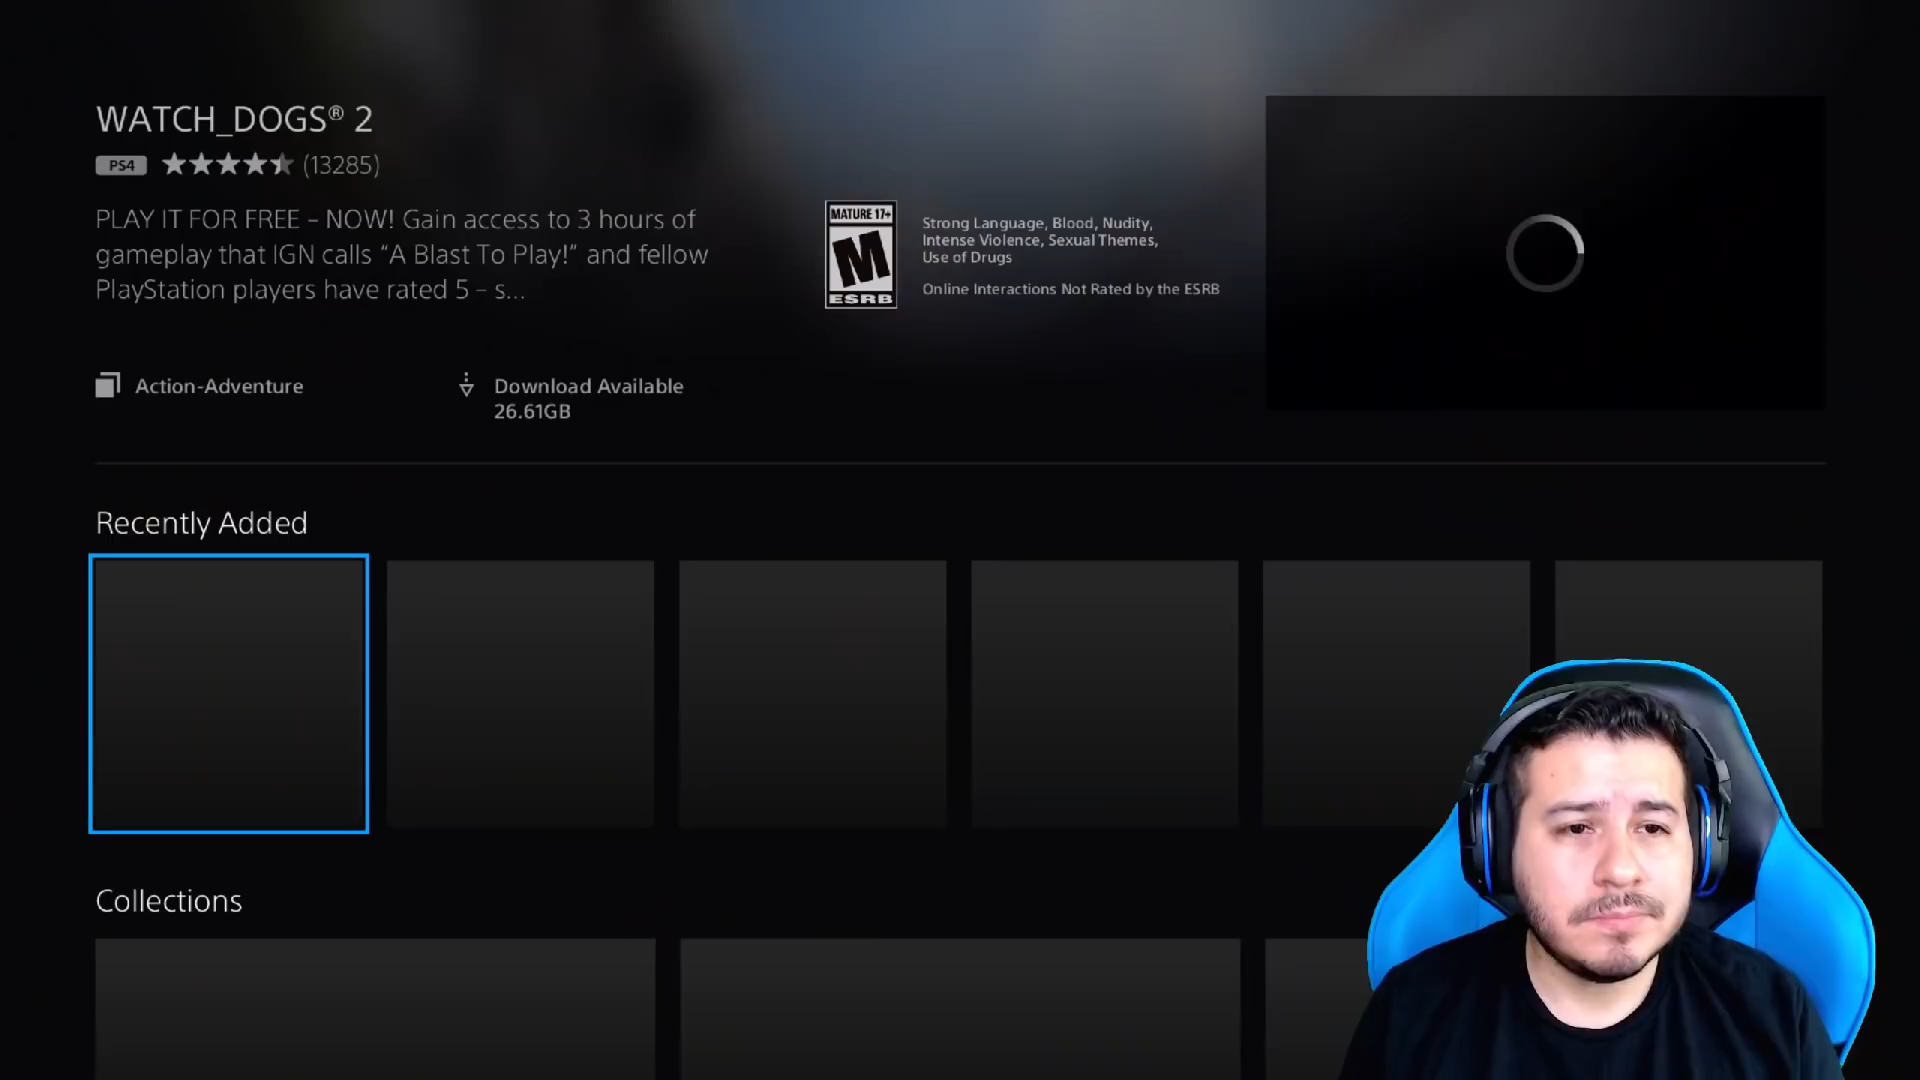 WATCH_DOGS® 2
PS4 (13285)
PLAY IT FOR FREE – NOW! Gain access to 3 hours of
gameplay that IGN calls “A Blast To Play!” and fellow
PlayStation players have rated 5 – s...
MATURE 17+
M
ESRB
Strong Language, Blood, Nudity,
Intense Violence, Sexual Themes,
Use of Drugs
Online Interactions Not Rated by the ESRB
Action-Adventure
Download Available
26.61GB
Recently Added
Collections